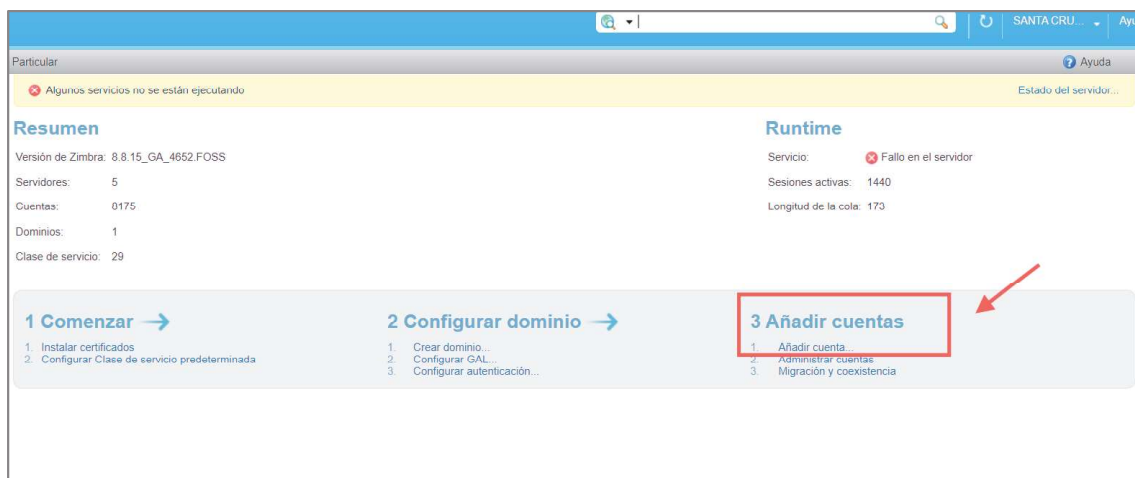 SANTA CRU...
Ayu
Particular
Ayuda
Algunos servicios no se están ejecutando
Estado del servidor...
Resumen
Versión de Zimbra: 8.8.15_GA_4652.FOSS
Servidores: 5
Cuentas: 0175
Dominios: 1
Clase de servicio: 29
Runtime
Servicio: Fallo en el servidor
Sesiones activas: 1440
Longitud de la cola: 173
1 Comenzar
1. Instalar certificados
2. Configurar Clase de servicio predeterminada
2 Configurar dominio
1. Crear dominio...
2. Configurar GAL...
3. Configurar autenticación...
3 Añadir cuentas
1. Añadir cuenta...
2. Administrar cuentas
3. Migración y coexistencia